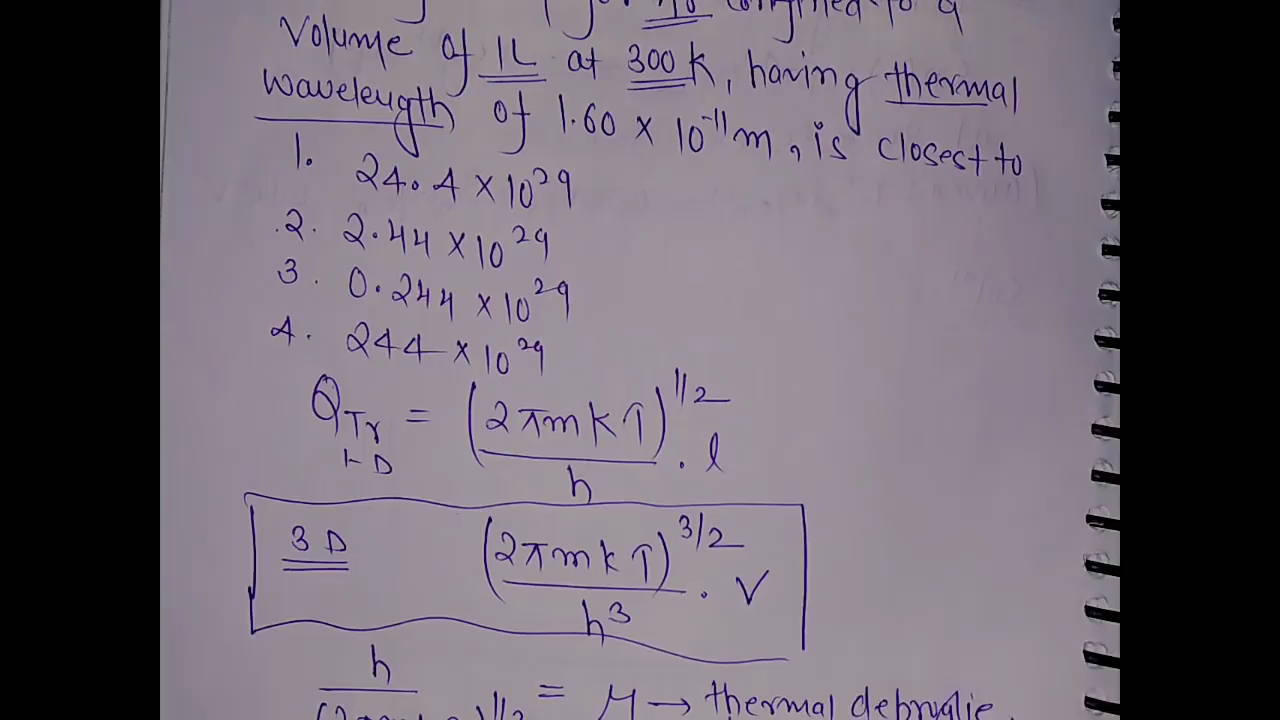 confined to a
Volume of 1L at 300 K, having thermal
wavelength of 1.60 × 10⁻¹¹ m, is closest to
1. 24.4 × 10²⁹
2. 2.44 × 10²⁹
3. 0.244 × 10²⁹
4. 244 × 10²⁹
Q_Tr 1-D = (2πmkT)^1/2 / h . l
3D (2πmkT)^3/2 / h³ . V
h
= μ → thermal